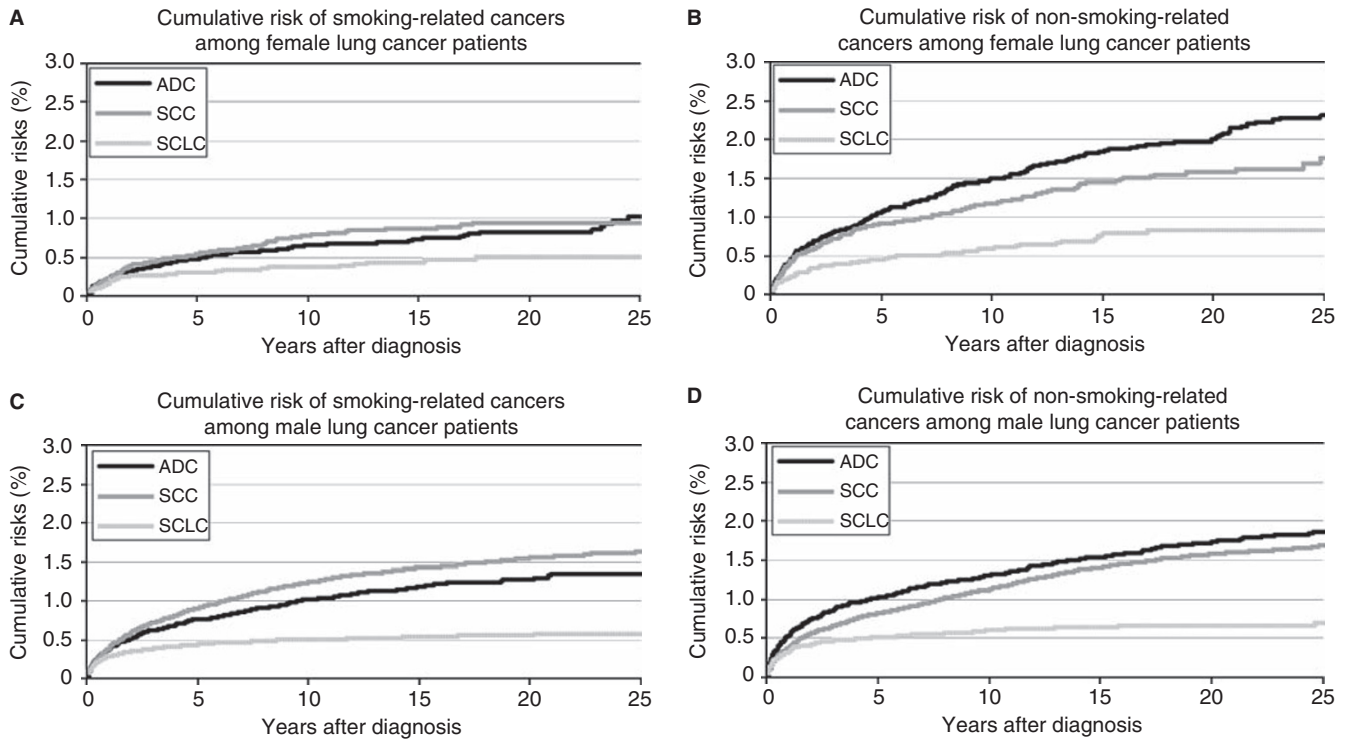 A
Cumulative risk of smoking-related cancers
among female lung cancer patients
Cumulative risks (%)
3.0
2.5
2.0
1.5
1.0
0.5
0
ADC
SCC
SCLC
0 5 10 15 20 25
Years after diagnosis
B
Cumulative risk of non-smoking-related
cancers among female lung cancer patients
Cumulative risks (%)
3.0
2.5
2.0
1.5
1.0
0.5
0
ADC
SCC
SCLC
0 5 10 15 20 25
Years after diagnosis
C
Cumulative risk of smoking-related cancers
among male lung cancer patients
Cumulative risks (%)
3.0
2.5
2.0
1.5
1.0
0.5
0
ADC
SCC
SCLC
0 5 10 15 20 25
Years after diagnosis
D
Cumulative risk of non-smoking-related
cancers among male lung cancer patients
Cumulative risks (%)
3.0
2.5
2.0
1.5
1.0
0.5
0
ADC
SCC
SCLC
0 5 10 15 20 25
Years after diagnosis